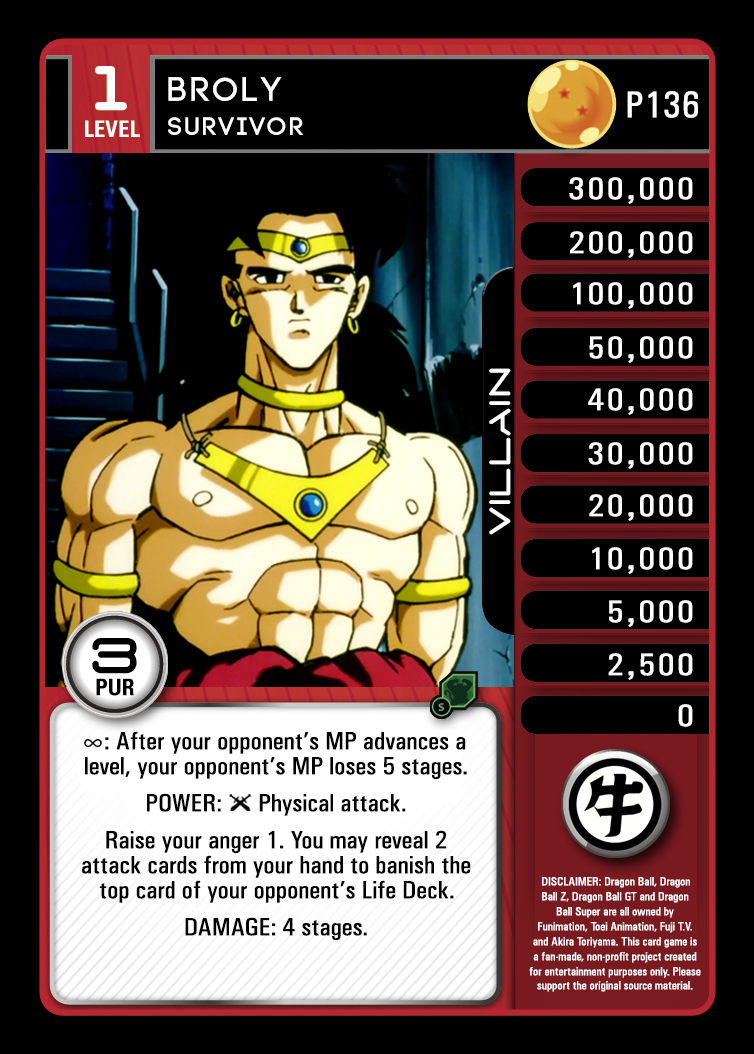 1
LEVEL
BROLY
SURVIVOR
P136
300,000
200,000
100,000
50,000
40,000
30,000
20,000
10,000
5,000
2,500
0
VILLAIN
3
PUR
S
∞: After your opponent's MP advances a
level, your opponent's MP loses 5 stages.
POWER: Physical attack.
Raise your anger 1. You may reveal 2
attack cards from your hand to banish the
top card of your opponent's Life Deck.
DAMAGE: 4 stages.
牛
DISCLAIMER: Dragon Ball, Dragon
Ball Z, Dragon Ball GT and Dragon
Ball Super are all owned by
Funimation, Toei Animation, Fuji T.V.
and Akira Toriyama. This card game is
a fan-made, non-profit project created
for entertainment purposes only. Please
support the original source material.